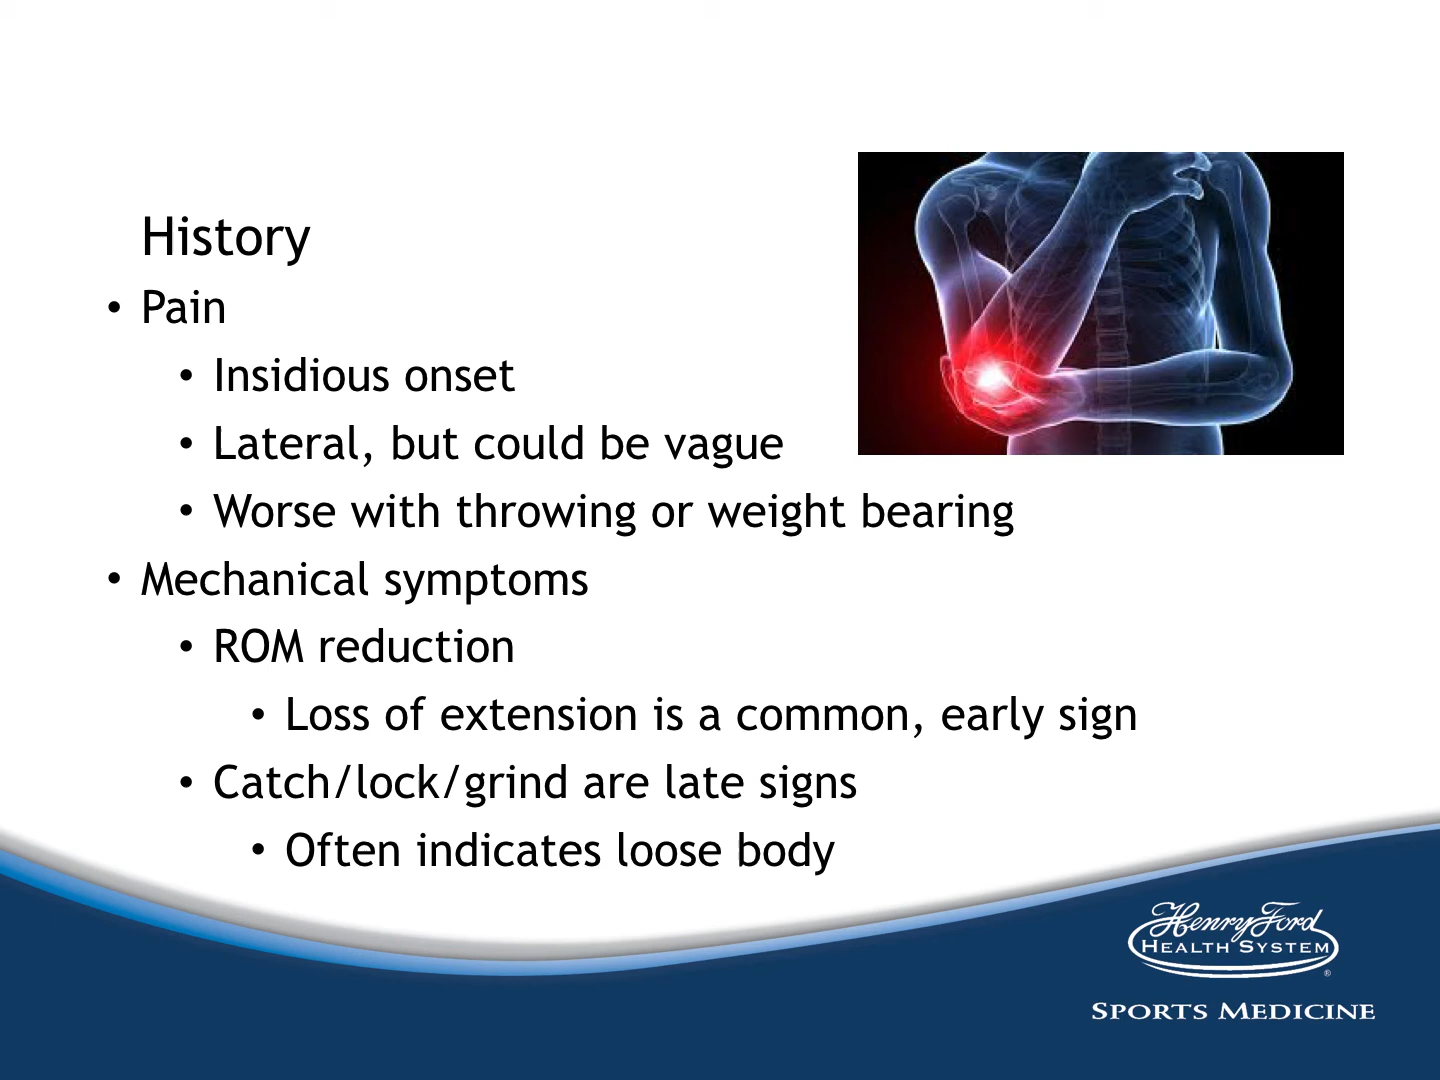 History
• Pain
• Insidious onset
• Lateral, but could be vague
• Worse with throwing or weight bearing
• Mechanical symptoms
• ROM reduction
• Loss of extension is a common, early sign
• Catch/lock/grind are late signs
• Often indicates loose body
Henry Ford
HEALTH SYSTEM
®
SPORTS MEDICINE